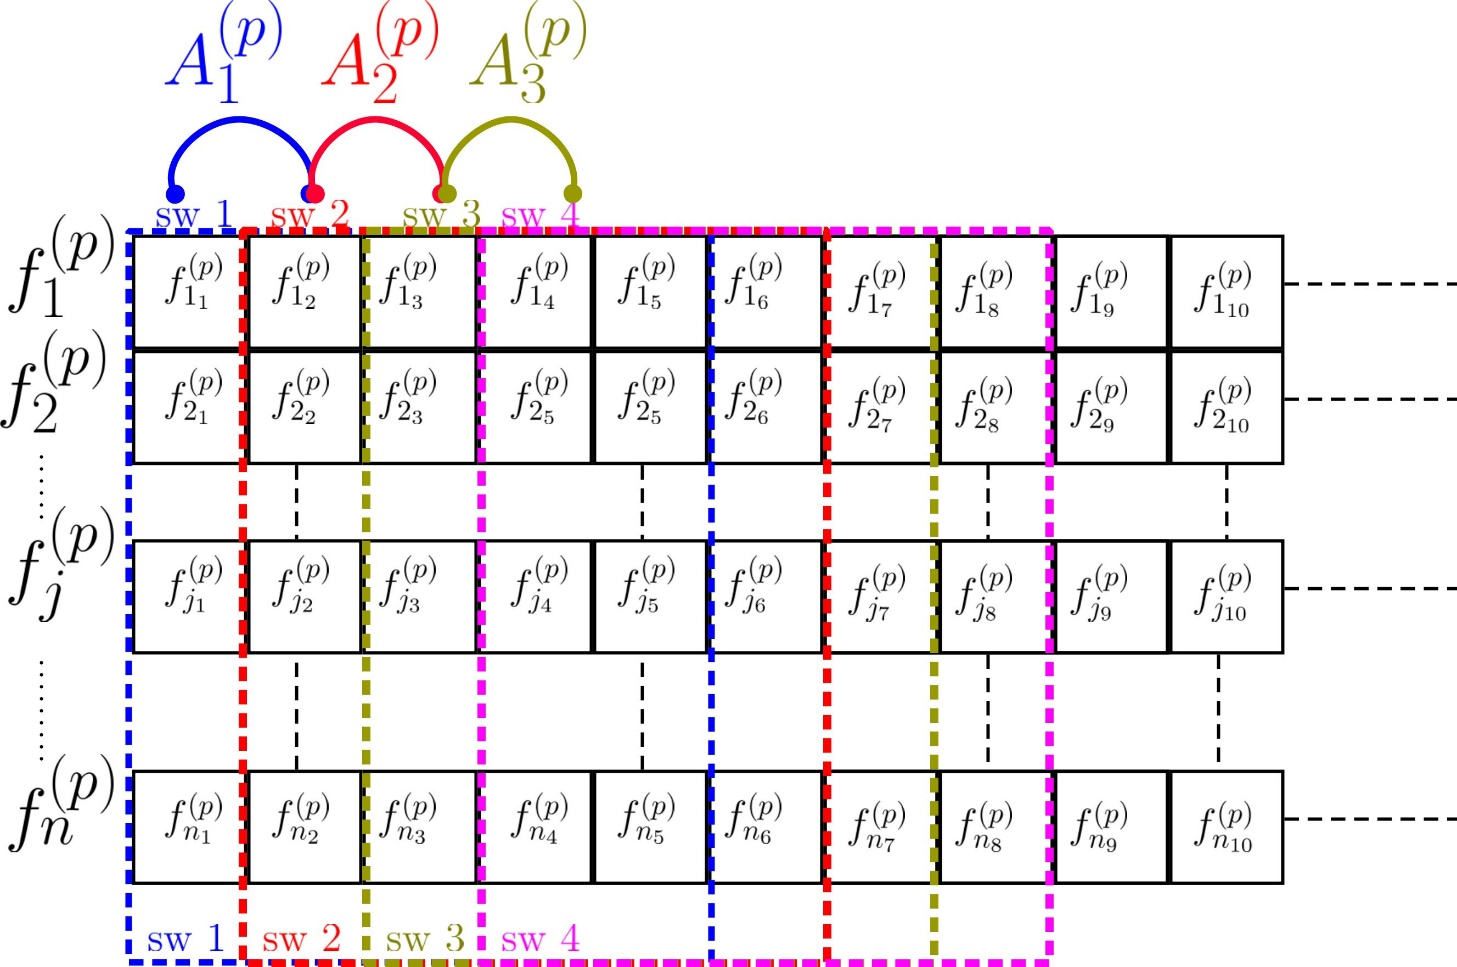 A_1^{(p)} A_2^{(p)} A_3^{(p)}
sw 1 sw 2 sw 3 sw 4
f_1^{(p)} f_{1_1}^{(p)} f_{1_2}^{(p)} f_{1_3}^{(p)} f_{1_4}^{(p)} f_{1_5}^{(p)} f_{1_6}^{(p)} f_{1_7}^{(p)} f_{1_8}^{(p)} f_{1_9}^{(p)} f_{1_{10}}^{(p)}
f_2^{(p)} f_{2_1}^{(p)} f_{2_2}^{(p)} f_{2_3}^{(p)} f_{2_5}^{(p)} f_{2_5}^{(p)} f_{2_6}^{(p)} f_{2_7}^{(p)} f_{2_8}^{(p)} f_{2_9}^{(p)} f_{2_{10}}^{(p)}
f_j^{(p)} f_{j_1}^{(p)} f_{j_2}^{(p)} f_{j_3}^{(p)} f_{j_4}^{(p)} f_{j_5}^{(p)} f_{j_6}^{(p)} f_{j_7}^{(p)} f_{j_8}^{(p)} f_{j_9}^{(p)} f_{j_{10}}^{(p)}
f_n^{(p)} f_{n_1}^{(p)} f_{n_2}^{(p)} f_{n_3}^{(p)} f_{n_4}^{(p)} f_{n_5}^{(p)} f_{n_6}^{(p)} f_{n_7}^{(p)} f_{n_8}^{(p)} f_{n_9}^{(p)} f_{n_{10}}^{(p)}
sw 1 sw 2 sw 3 sw 4